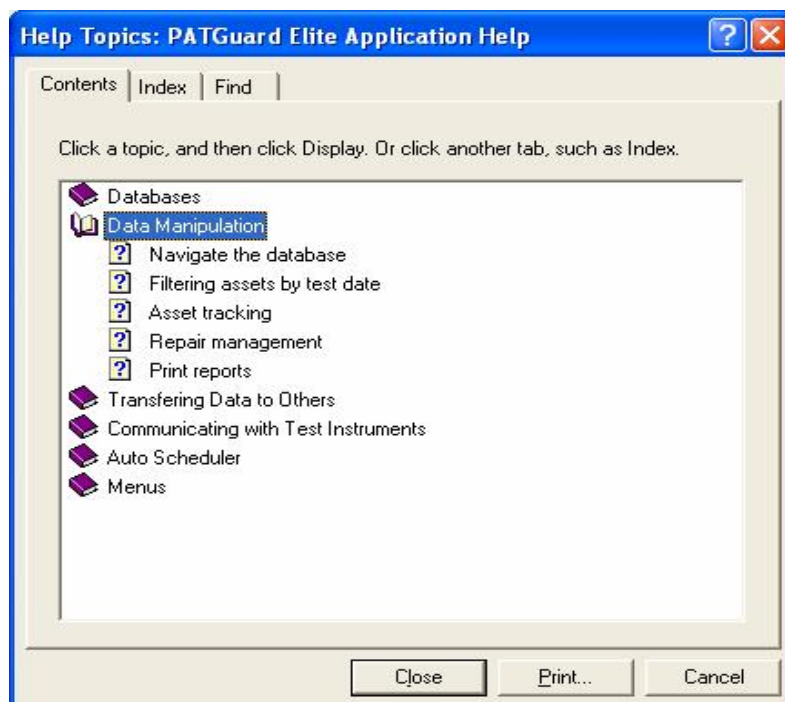 Help Topics: PATGuard Elite Application Help
Contents Index Find
Click a topic, and then click Display. Or click another tab, such as Index.
Databases
Data Manipulation
Navigate the database
Filtering assets by test date
Asset tracking
Repair management
Print reports
Transfering Data to Others
Communicating with Test Instruments
Auto Scheduler
Menus
Close Print... Cancel